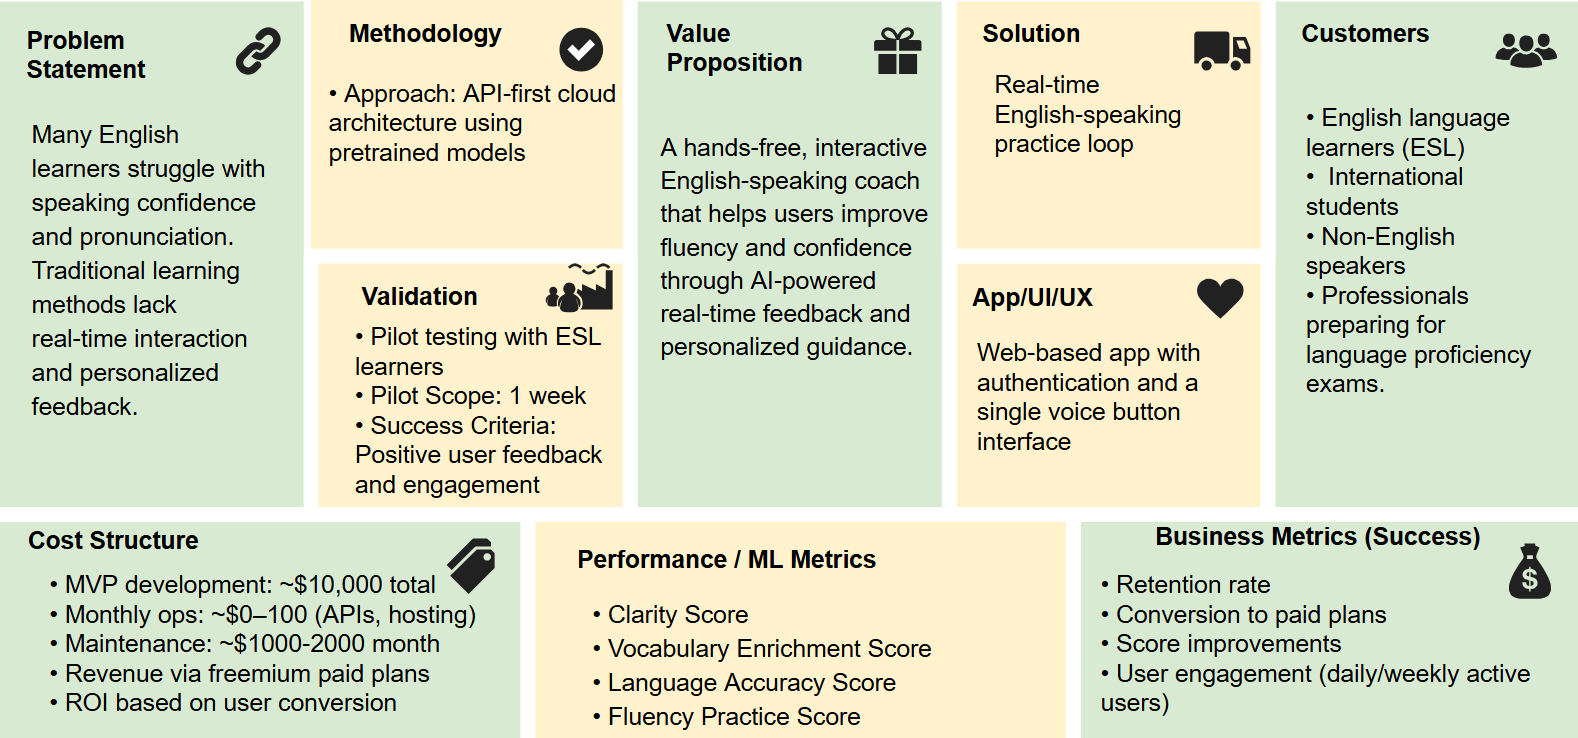 Problem
Statement
Many English
learners struggle with
speaking confidence
and pronunciation.
Traditional learning
methods lack
real-time interaction
and personalized
feedback.
Methodology
• Approach: API-first cloud
architecture using
pretrained models
Validation
• Pilot testing with ESL
learners
• Pilot Scope: 1 week
• Success Criteria:
Positive user feedback
and engagement
Value
Proposition
A hands-free, interactive
English-speaking coach
that helps users improve
fluency and confidence
through AI-powered
real-time feedback and
personalized guidance.
Solution
Real-time
English-speaking
practice loop
App/UI/UX
Web-based app with
authentication and a
single voice button
interface
Customers
• English language
learners (ESL)
• International
students
• Non-English
speakers
• Professionals
preparing for
language proficiency
exams.
Cost Structure
• MVP development: ~$10,000 total
• Monthly ops: ~$0–100 (APIs, hosting)
• Maintenance: ~$1000-2000 month
• Revenue via freemium paid plans
• ROI based on user conversion
Performance / ML Metrics
• Clarity Score
• Vocabulary Enrichment Score
• Language Accuracy Score
• Fluency Practice Score
Business Metrics (Success)
$
• Retention rate
• Conversion to paid plans
• Score improvements
• User engagement (daily/weekly active
users)